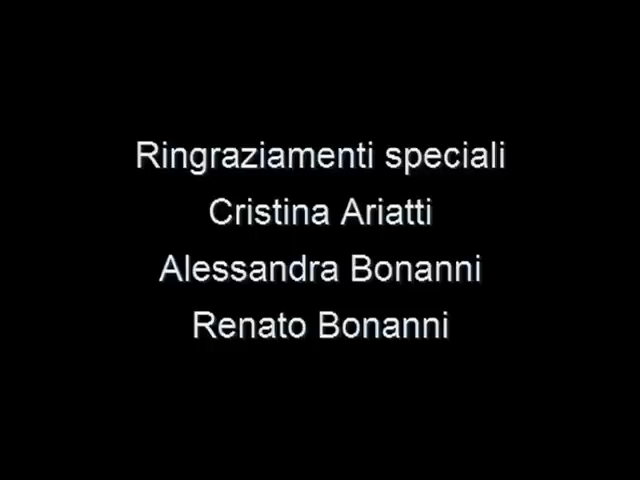 Ringraziamenti speciali
Cristina Ariatti
Alessandra Bonanni
Renato Bonanni